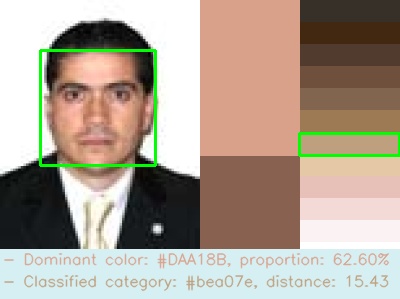 – Dominant color: #DAA18B, proportion: 62.60%
– Classified category: #bea07e, distance: 15.43